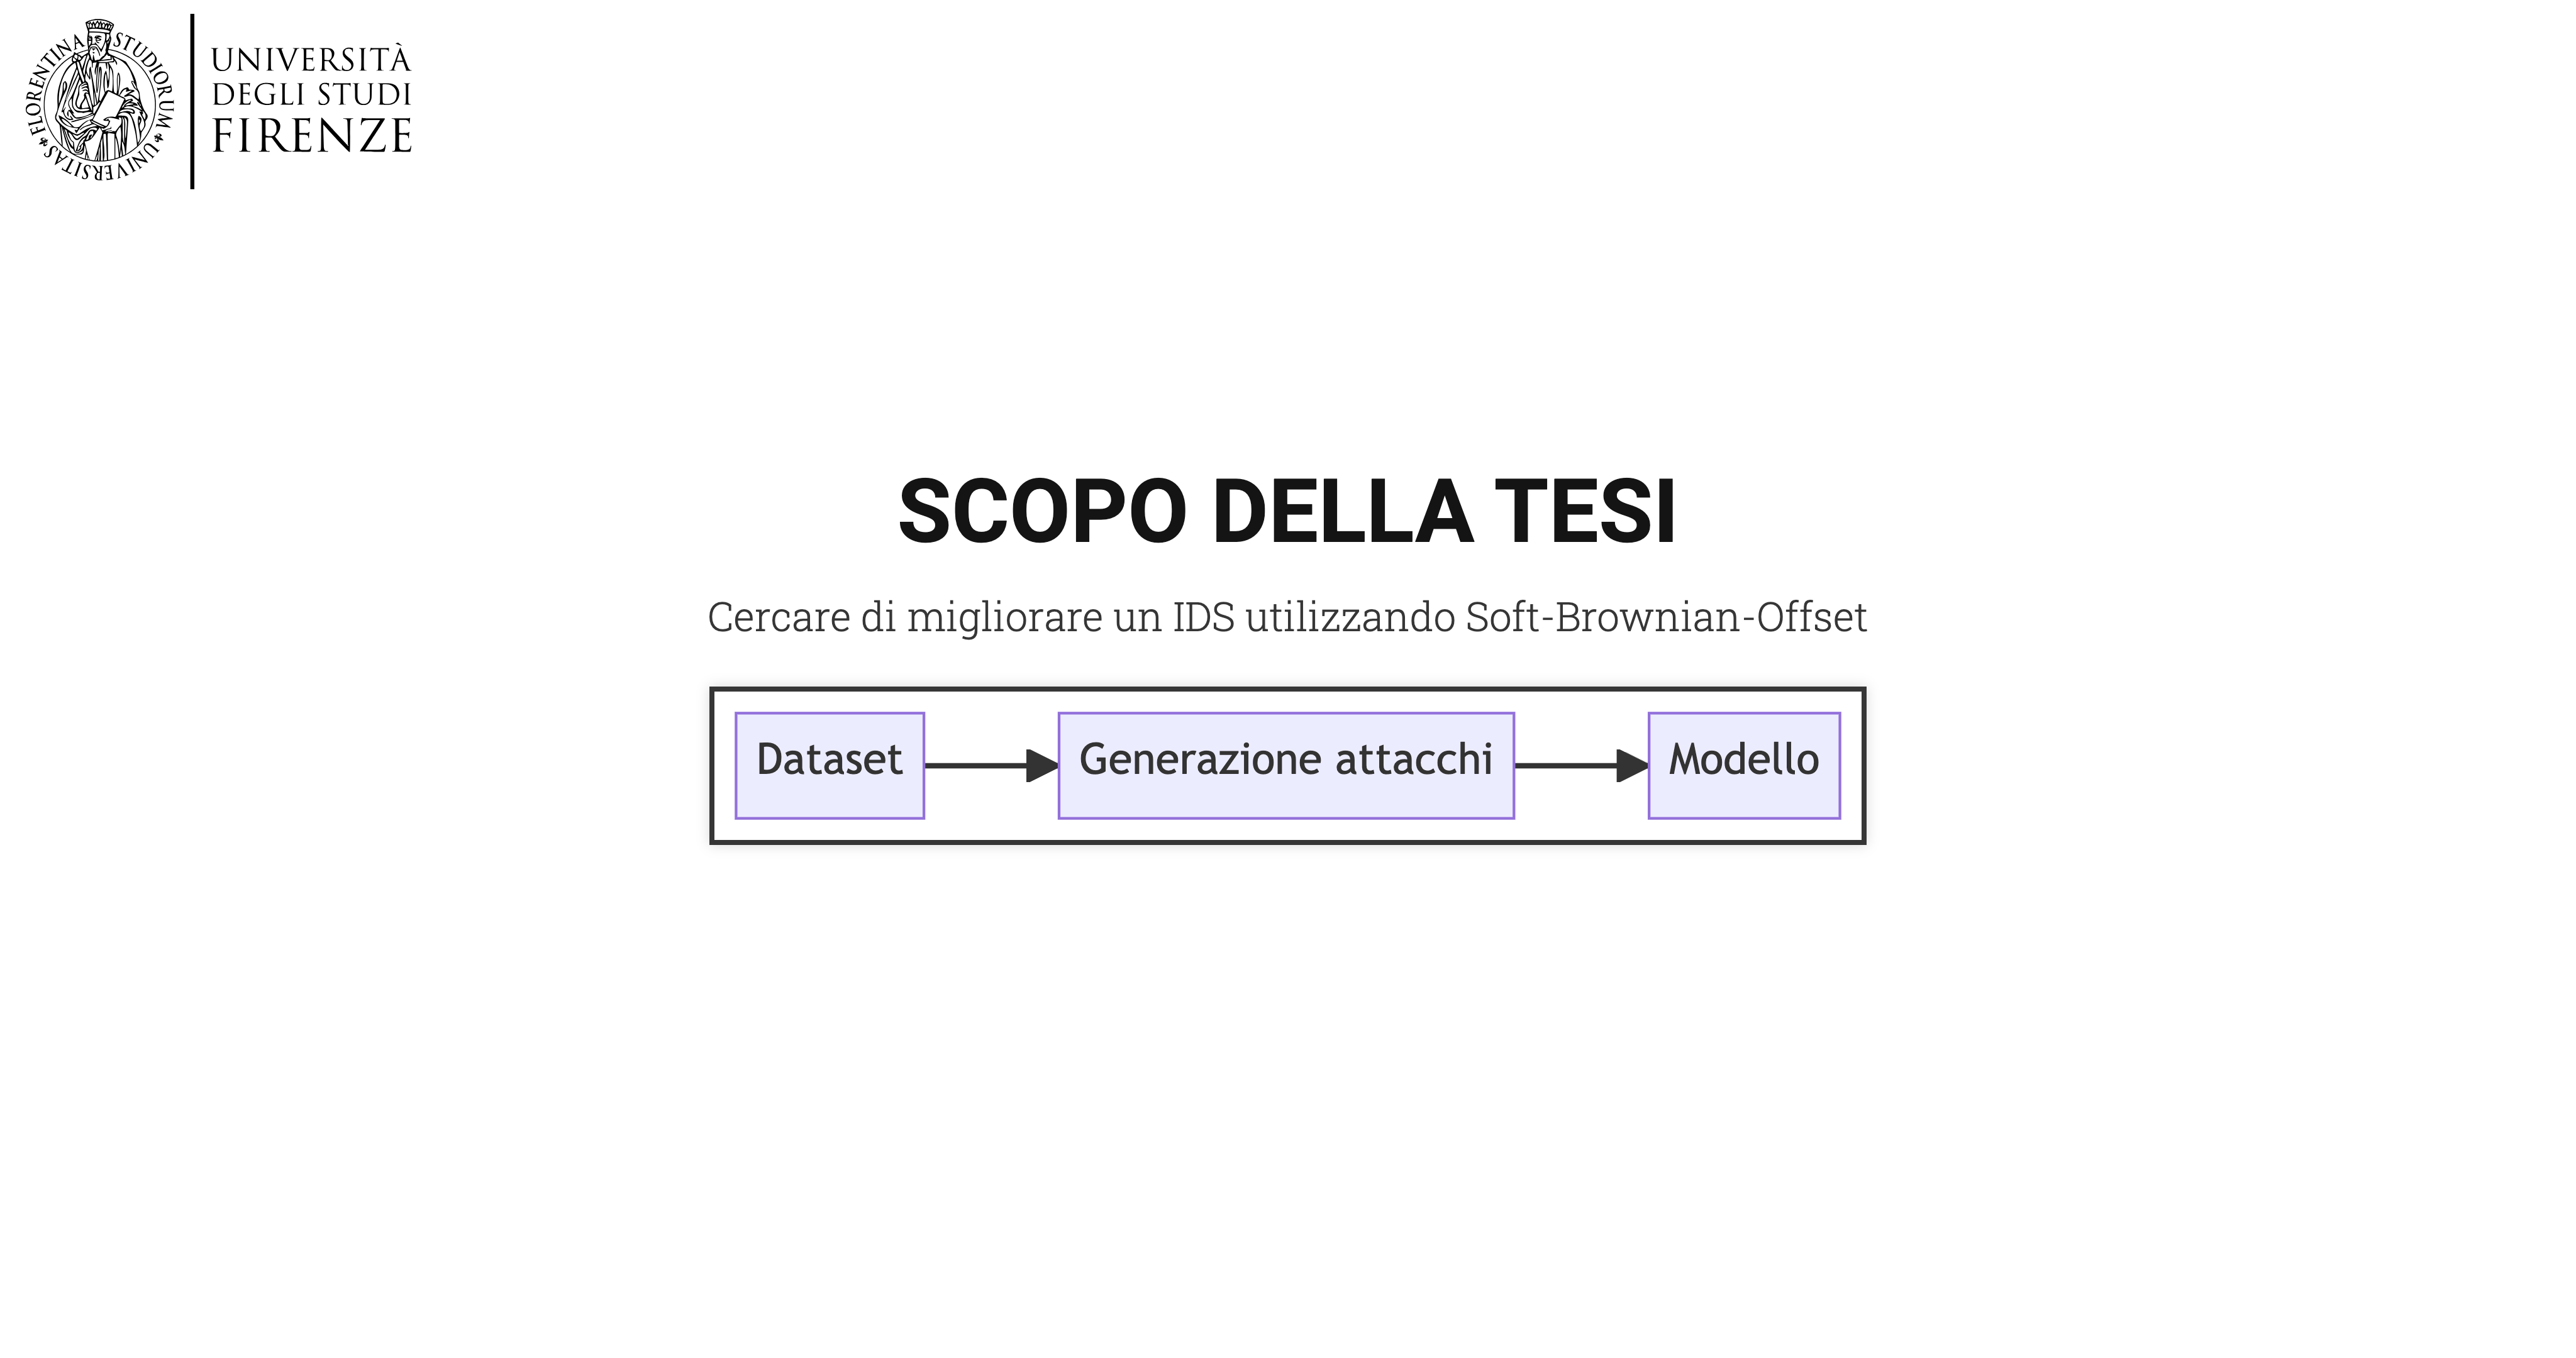 FLORENTINA STUDIORUM UNIVERSITAS
UNIVERSITÀ
DEGLI STUDI
FIRENZE
SCOPO DELLA TESI
Cercare di migliorare un IDS utilizzando Soft-Brownian-Offset
Dataset
Generazione attacchi
Modello